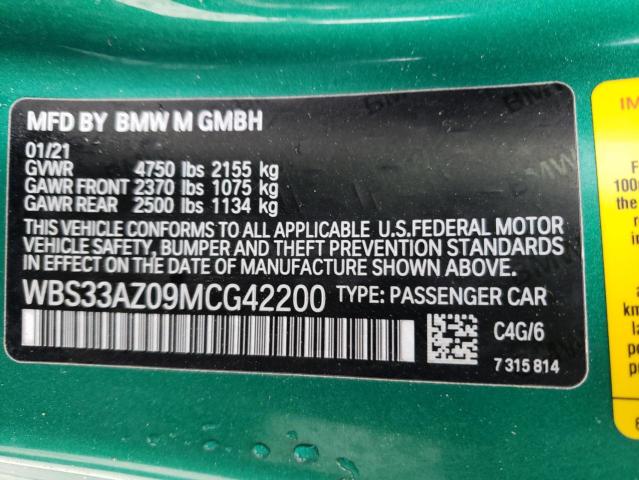 MFD BY BMW M GMBH
01/21
GVWR 4750 lbs 2155 kg
GAWR FRONT 2370 lbs 1075 kg
GAWR REAR 2500 lbs 1134 kg
THIS VEHICLE CONFORMS TO ALL APPLICABLE U.S.FEDERAL MOTOR
VEHICLE SAFETY, BUMPER AND THEFT PREVENTION STANDARDS
IN EFFECT ON THE DATE OF MANUFACTURE SHOWN ABOVE.
WBS33AZ09MCG42200 TYPE: PASSENGER CAR
C4G/6
7 315 814